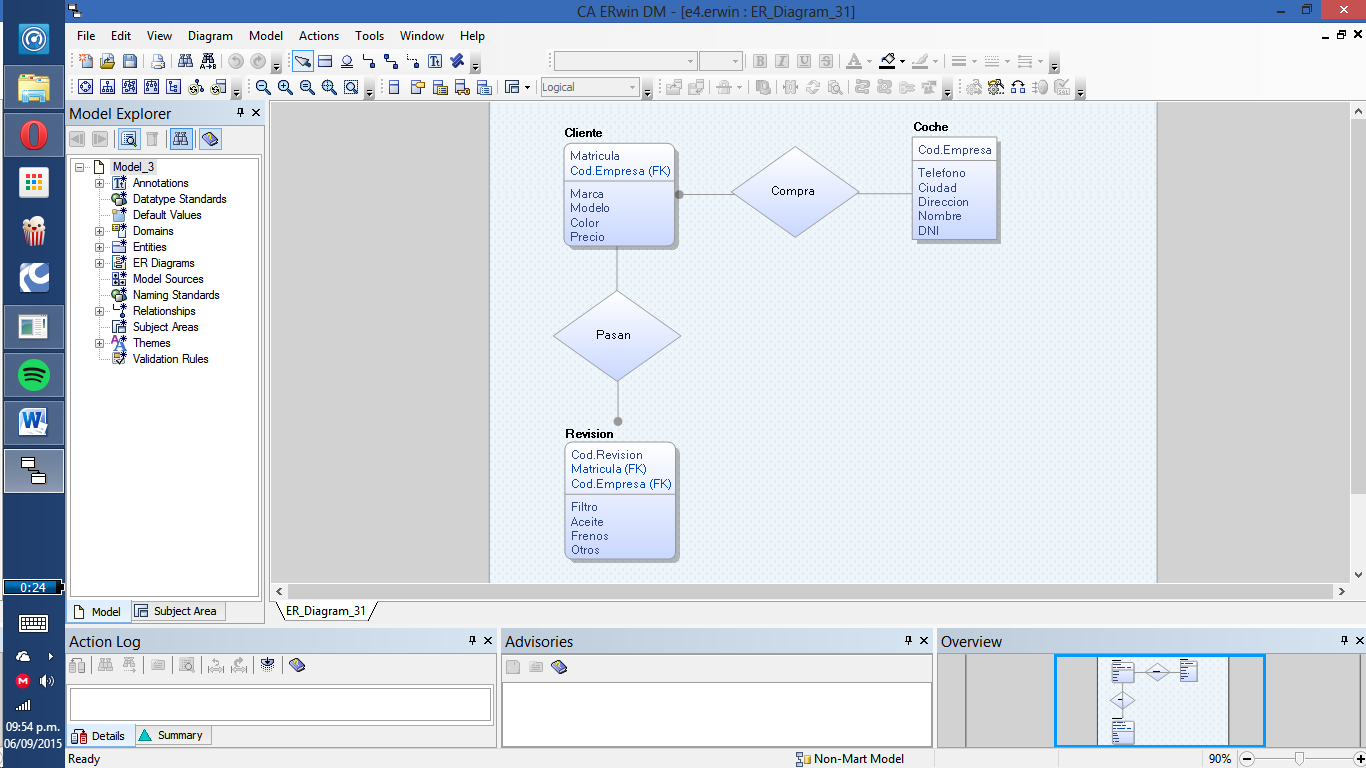 CA ERwin DM - [e4.erwin : ER_Diagram_31]
File Edit View Diagram Model Actions Tools Window Help
A→B
Tt
B I U S A
Logical
Model Explorer
Model_3
Annotations
Datatype Standards
Default Values
Domains
Entities
ER Diagrams
Model Sources
Naming Standards
Relationships
Subject Areas
Themes
Validation Rules
Model Subject Area
Cliente
Matricula
Cod.Empresa (FK)
Marca
Modelo
Color
Precio
Compra
Coche
Cod.Empresa
Telefono
Ciudad
Direccion
Nombre
DNI
Pasan
Revision
Cod.Revision
Matricula (FK)
Cod.Empresa (FK)
Filtro
Aceite
Frenos
Otros
ER_Diagram_31
Action Log
Details Summary
Advisories
Overview
0:24
09:54 p.m.
06/09/2015
Ready
Non-Mart Model
90%